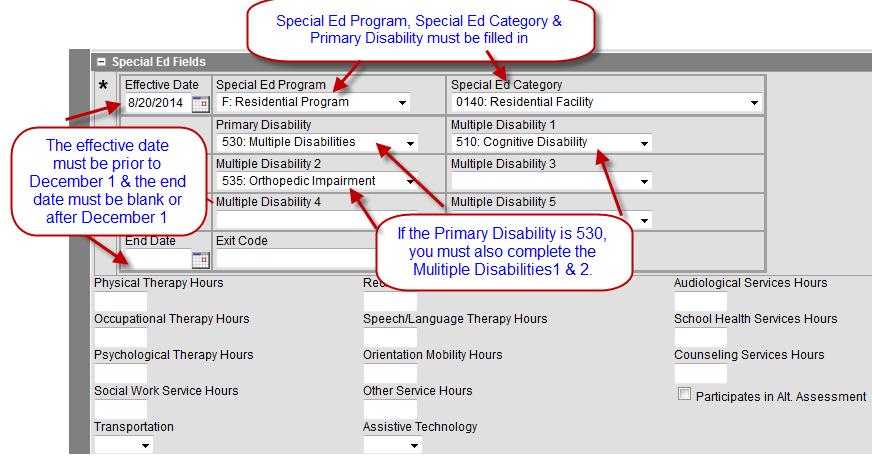 Special Ed Program, Special Ed Category &
Primary Disability must be filled in
Special Ed Fields
*
Effective Date
Special Ed Program
Special Ed Category
8/20/2014
F: Residential Program
0140: Residential Facility
Primary Disability
Multiple Disability 1
530: Multiple Disabilities
510: Cognitive Disability
The effective date
must be prior to
December 1 & the end
date must be blank or
after December 1
Multiple Disability 2
Multiple Disability 3
535: Orthopedic Impairment
Multiple Disability 4
Multiple Disability 5
If the Primary Disability is 530,
you must also complete the
Mulitiple Disabilities1 & 2.
End Date
Exit Code
Physical Therapy Hours
Audiological Services Hours
Occupational Therapy Hours
Speech/Language Therapy Hours
School Health Services Hours
Psychological Therapy Hours
Orientation Mobility Hours
Counseling Services Hours
Social Work Service Hours
Other Service Hours
Participates in Alt. Assessment
Transportation
Assistive Technology